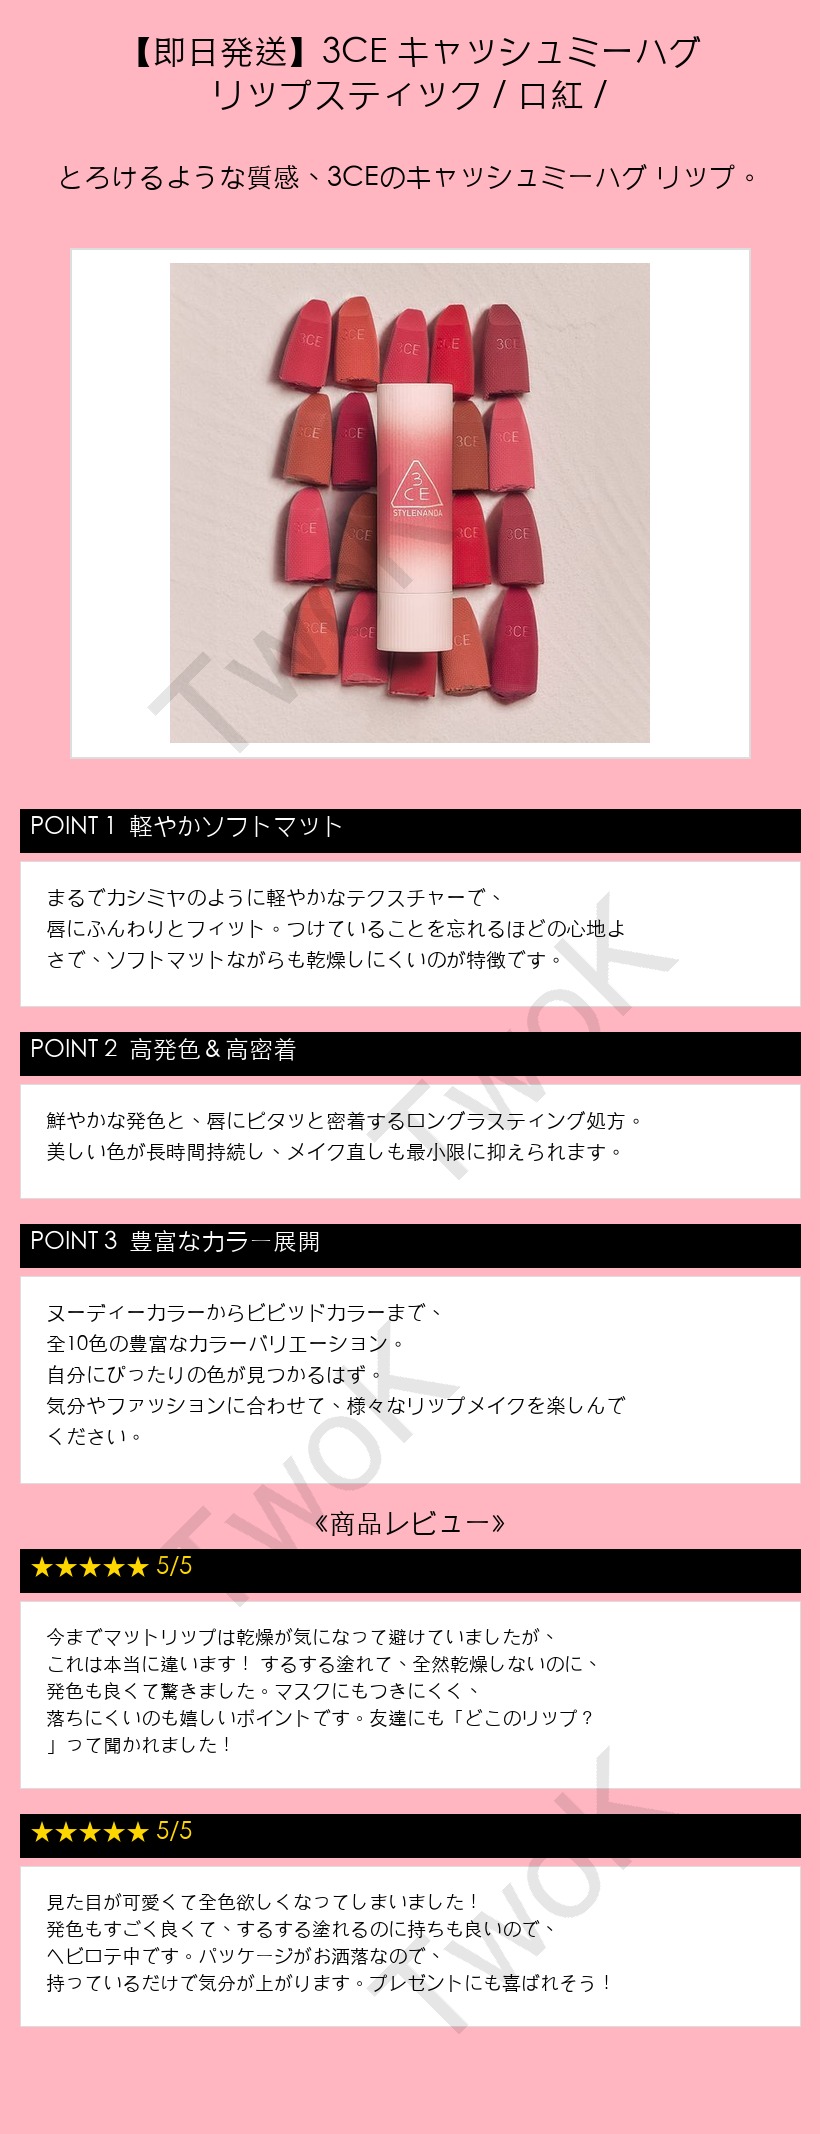 【即日発送】3CE キャッシュミーハグ
リップスティック / 口紅 /
とろけるような質感、3CEのキャッシュミーハグ リップ。
3CE 3CE 3CE 3CE 3CE
3CE 3CE 3CE 3CE
3CE
STYLENANDA
3CE 3CE 3CE 3CE
3CE 3CE CE 3CE
TwoK
POINT 1 軽やかソフトマット
まるでカシミヤのように軽やかなテクスチャーで、
唇にふんわりとフィット。つけていることを忘れるほどの心地よ
さで、ソフトマットながらも乾燥しにくいのが特徴です。
TwoK
POINT 2 高発色＆高密着
鮮やかな発色と、唇にピタッと密着するロングラスティング処方。
美しい色が長時間持続し、メイク直しも最小限に抑えられます。
POINT 3 豊富なカラー展開
ヌーディーカラーからビビッドカラーまで、
全10色の豊富なカラーバリエーション。
自分にぴったりの色が見つかるはず。
気分やファッションに合わせて、様々なリップメイクを楽しんで
ください。
TwoK
《商品レビュー》
★★★★★ 5/5
今までマットリップは乾燥が気になって避けていましたが、
これは本当に違います！ するする塗れて、全然乾燥しないのに、
発色も良くて驚きました。マスクにもつきにくく、
落ちにくいのも嬉しいポイントです。友達にも「どこのリップ？
」って聞かれました！
TwoK
★★★★★ 5/5
見た目が可愛くて全色欲しくなってしまいました！
発色もすごく良くて、するする塗れるのに持ちも良いので、
ヘビロテ中です。パッケージがお洒落なので、
持っているだけで気分が上がります。プレゼントにも喜ばれそう！